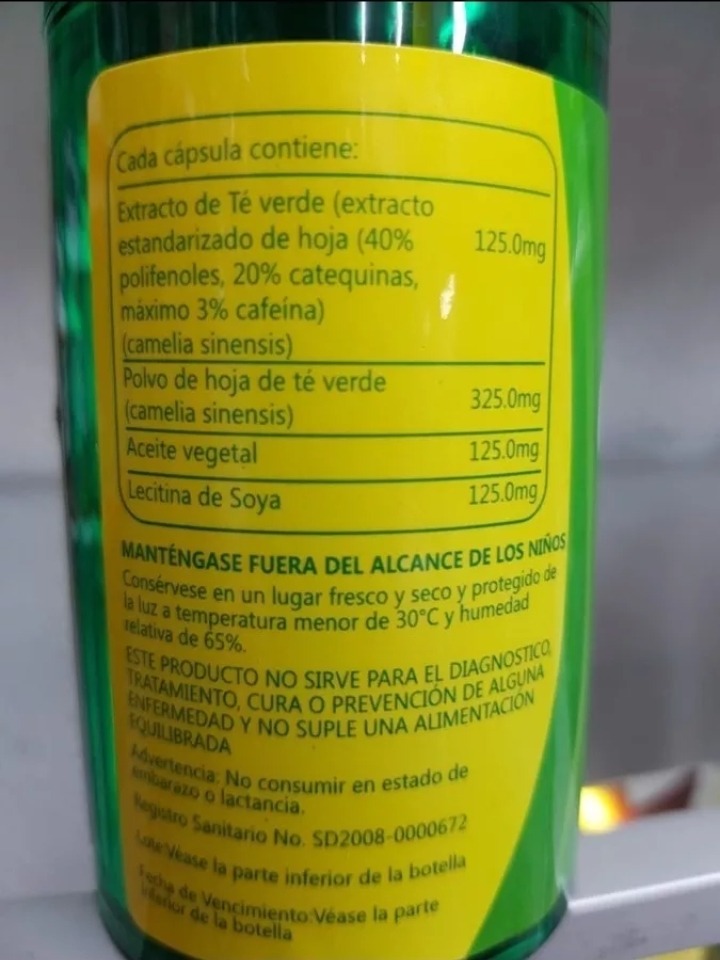 Cada cápsula contiene:
Extracto de Té verde (extracto
estandarizado de hoja (40%
125.0mg
polifenoles, 20% catequinas,
máximo 3% cafeína)
(camelia sinensis)
Polvo de hoja de té verde
(camelia sinensis)
325.0mg
Aceite vegetal
125.0mg
Lecitina de Soya
125.0mg
MANTÉNGASE FUERA DEL ALCANCE DE LOS NIÑOS
Consérvese en un lugar fresco y seco y protegido de
la luz a temperatura menor de 30°C y humedad
relativa de 65%.
ESTE PRODUCTO NO SIRVE PARA EL DIAGNOSTICO,
TRATAMIENTO, CURA O PREVENCIÓN DE ALGUNA
ENFERMEDAD Y NO SUPLE UNA ALIMENTACIÓN
EQUILIBRADA
Advertencia: No consumir en estado de
embarazo o lactancia.
Registro Sanitario No. SD2008-0000672
Lote:Véase la parte inferior de la botella
Fecha de Vencimiento:Véase la parte
inferior de la botella